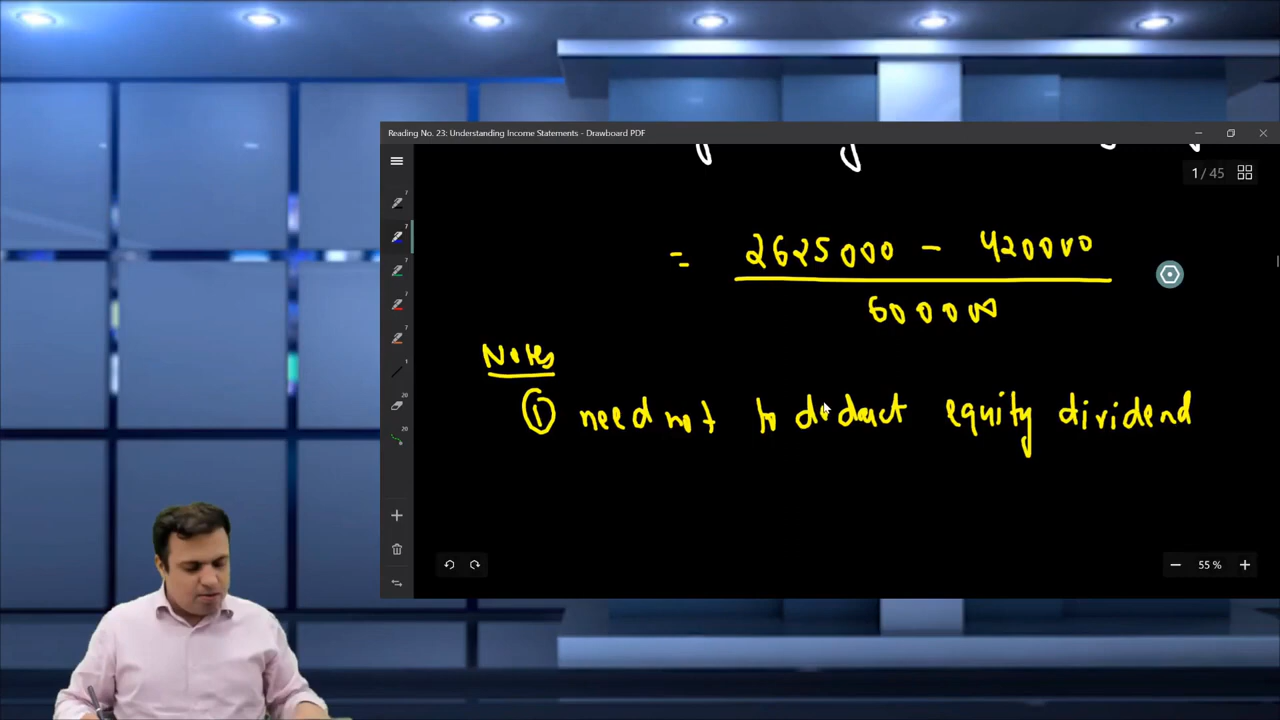 Reading No. 23: Understanding Income Statements - Drawboard PDF
1 / 45
= 2625000 - 420000
600000
Notes
① need not to deduct equity dividend
55 %